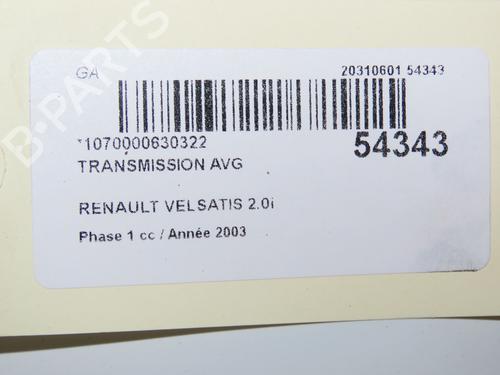 GA 20310601 54343
*1070000630322 54343
TRANSMISSION AVG
RENAULT VELSATIS 2.0i
Phase 1 cc / Année 2003
B-PARTS